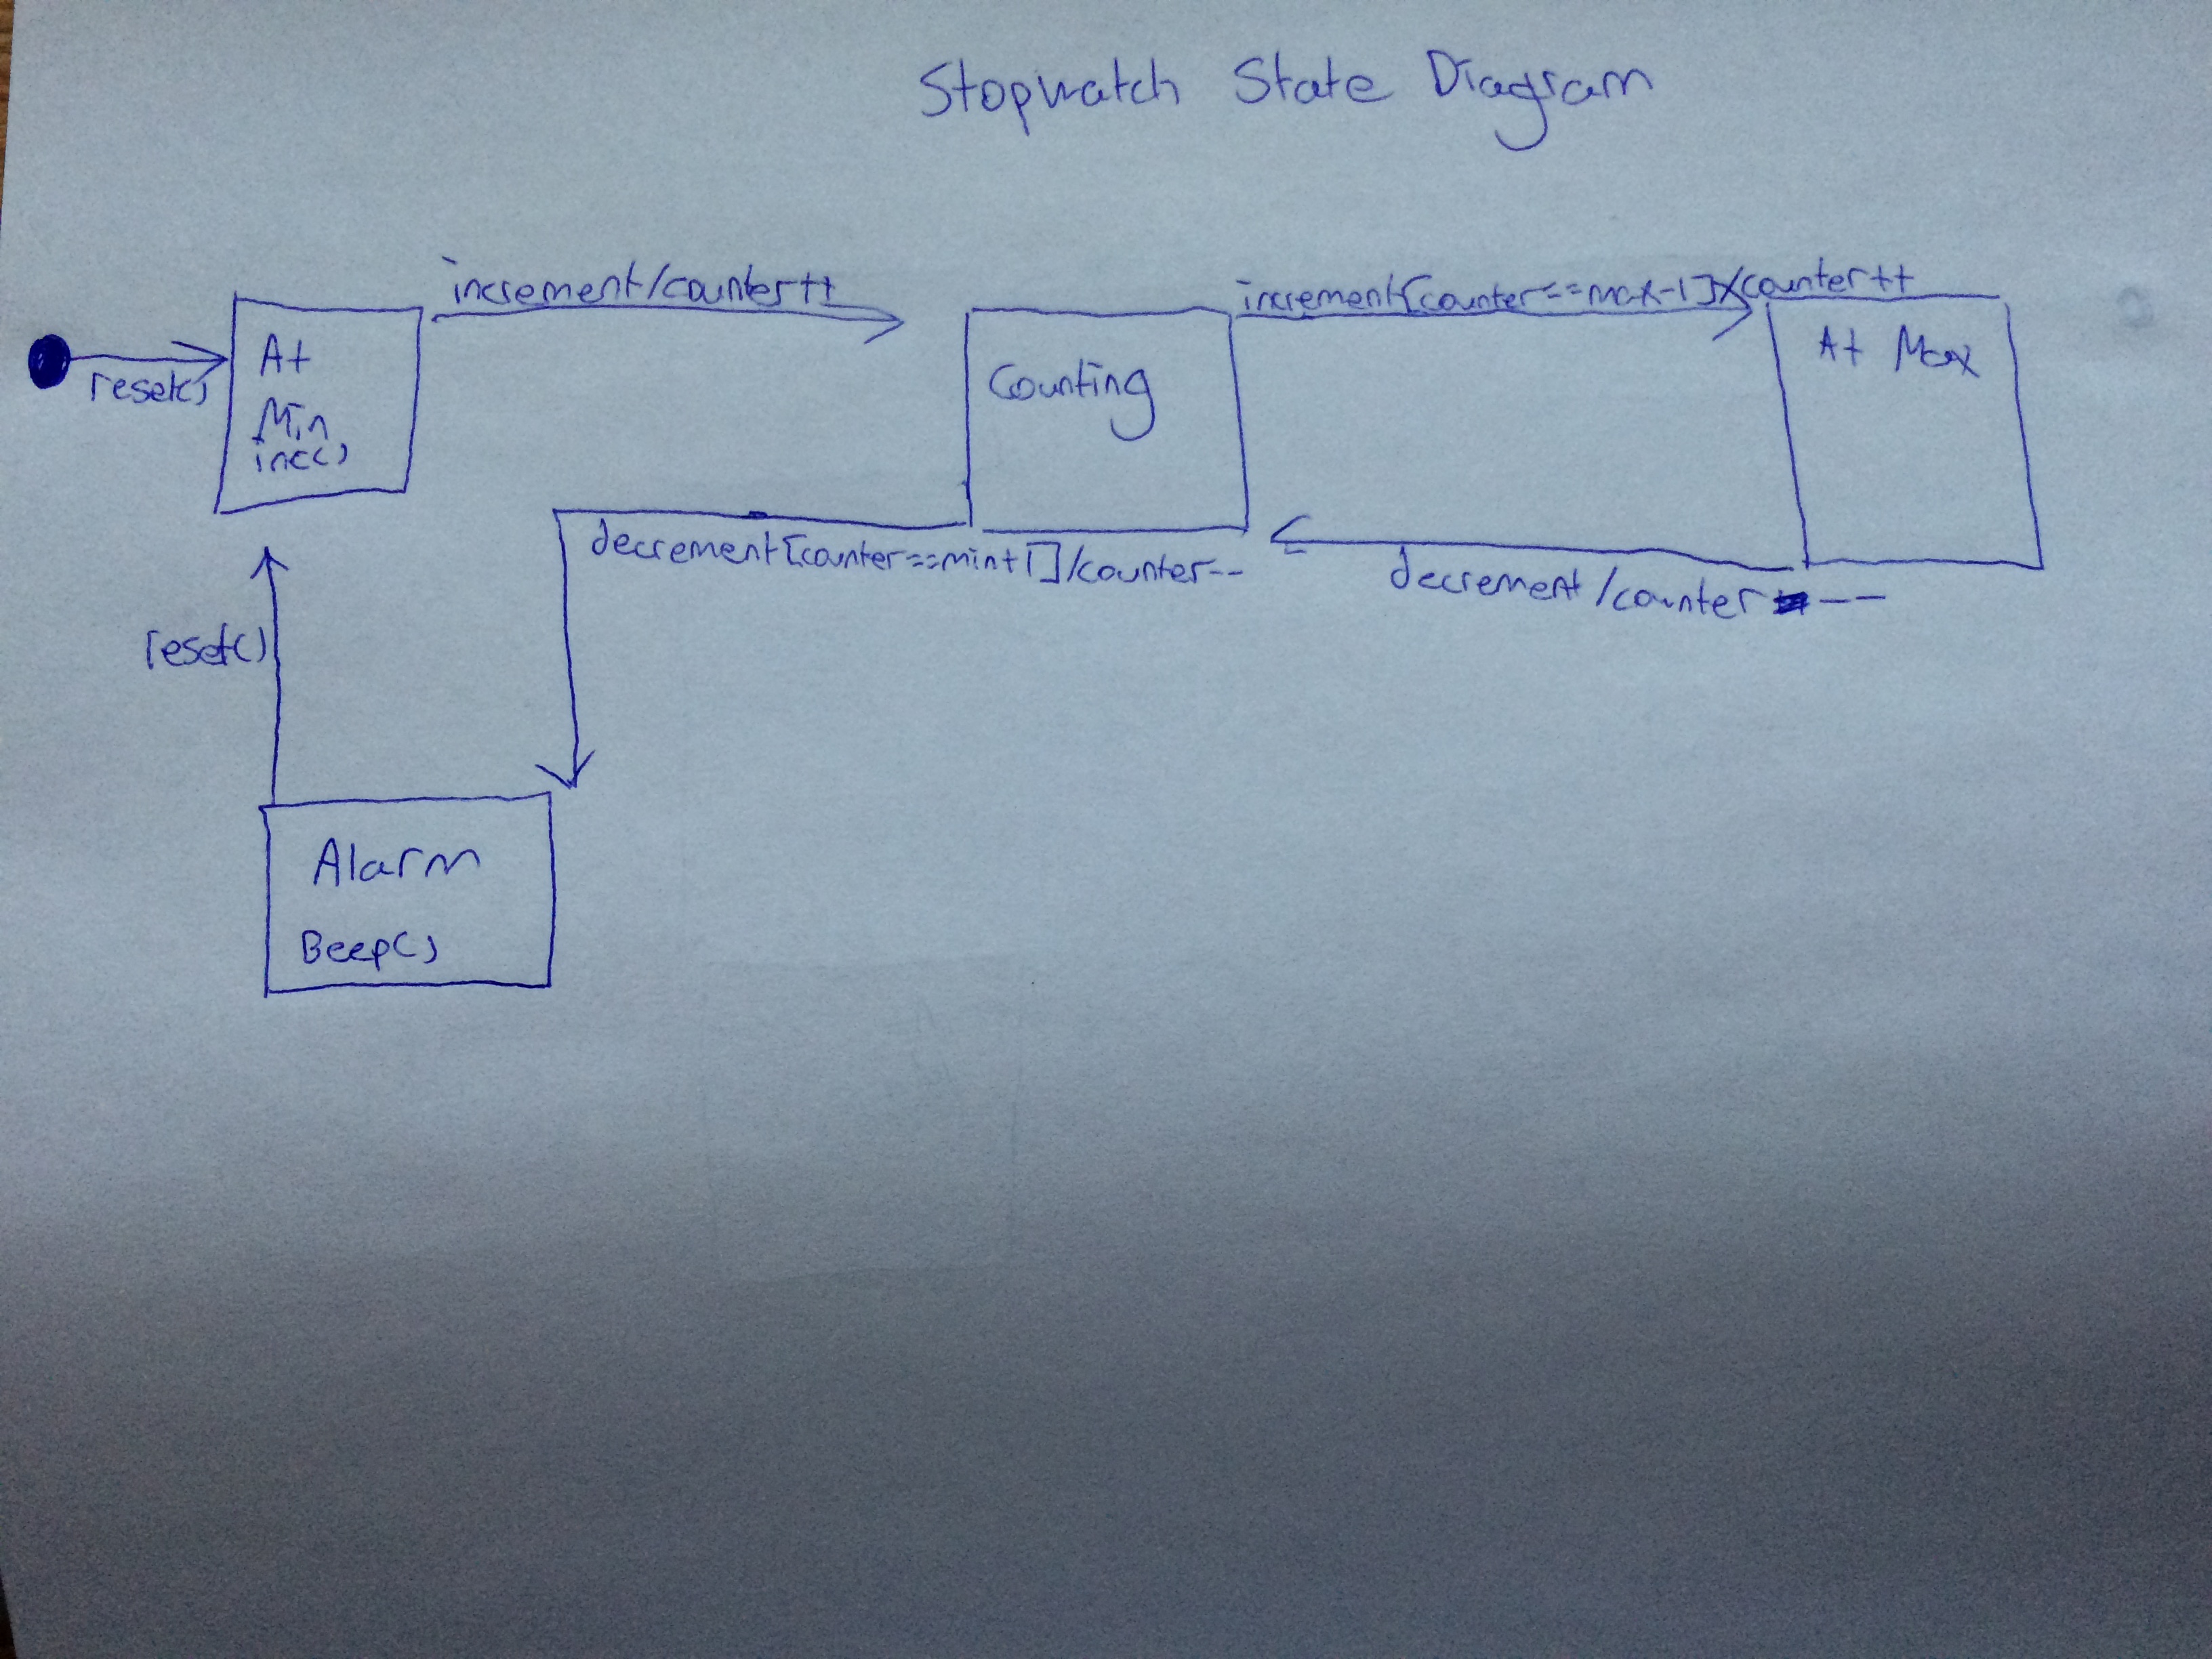 Stopwatch State Diagram
reset()
At
Min
inc()
increment/counter++
Counting
increment[counter==max-1]/counter++
At Max
decrement[counter==min+1]/counter--
decrement/counter--
reset()
Alarm
Beep()